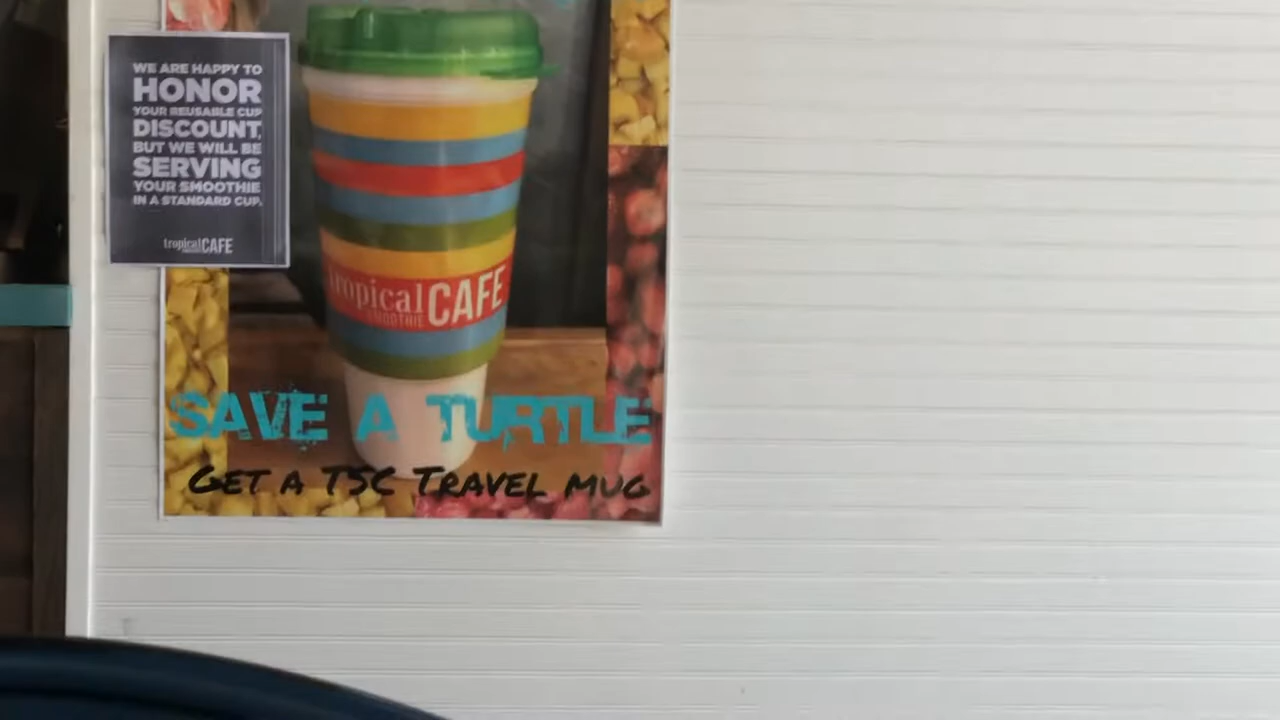 WE ARE HAPPY TO
HONOR
YOUR REUSABLE CUP
DISCOUNT,
BUT WE WILL BE
SERVING
YOUR SMOOTHIE
IN A STANDARD CUP.
tropical CAFE
SMOOTHIE
tropical CAFE
SMOOTHIE
SAVE A TURTLE
GET A TSC TRAVEL MUG